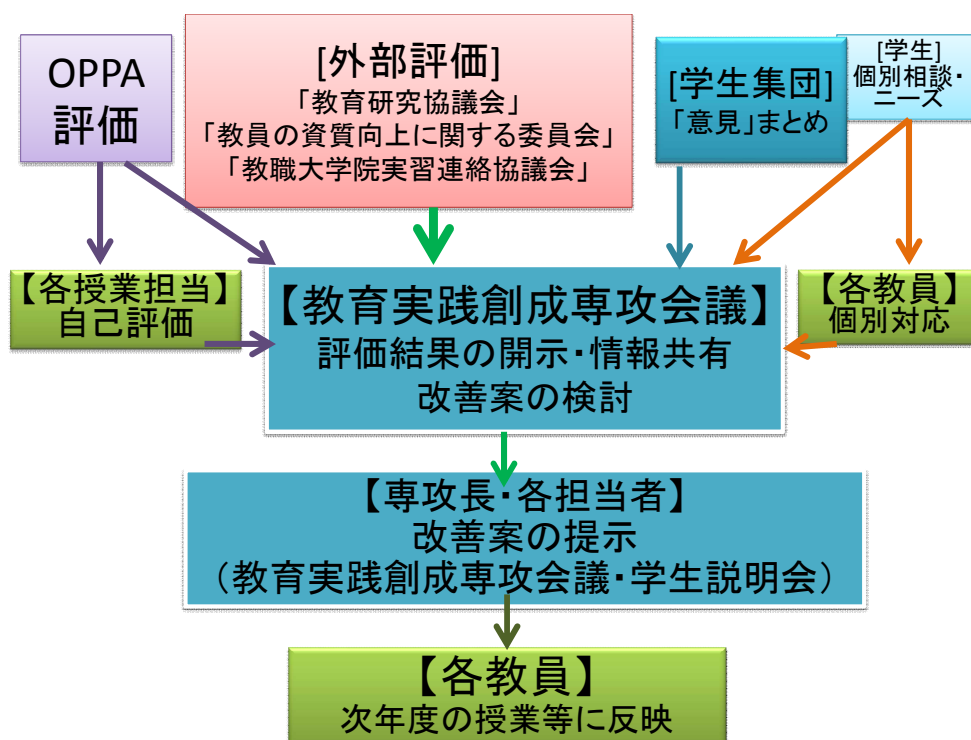 OPPA
評価
[外部評価]
「教育研究協議会」
「教員の資質向上に関する委員会」
「教職大学院実習連絡協議会」
[学生集団]
「意見」まとめ
[学生]
個別相談・
ニーズ
【各授業担当】
自己評価
【教育実践創成専攻会議】
評価結果の開示・情報共有
改善案の検討
【各教員】
個別対応
【専攻長・各担当者】
改善案の提示
（教育実践創成専攻会議・学生説明会）
【各教員】
次年度の授業等に反映